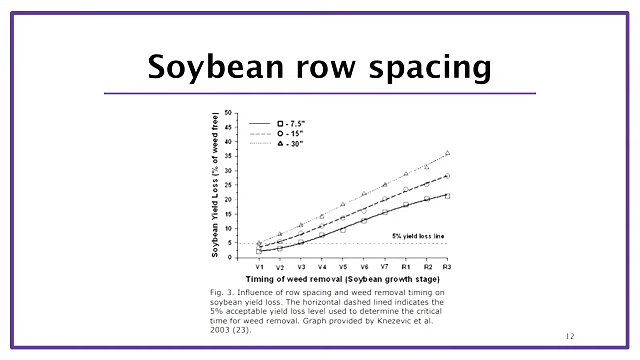 Soybean row spacing
Soybean Yield Loss (% of weed free)
50
45
40
35
30
25
20
15
10
5
0
- 7.5"
- 15"
- 30"
5% yield loss line
V1 V2 V3 V4 V5 V6 V7 R1 R2 R3
Timing of weed removal (Soybean growth stage)
Fig. 3. Influence of row spacing and weed removal timing on
soybean yield loss. The horizontal dashed lined indicates the
5% acceptable yield loss level used to determine the critical
time for weed removal. Graph provided by Knezevic et al.
2003 (23).
12